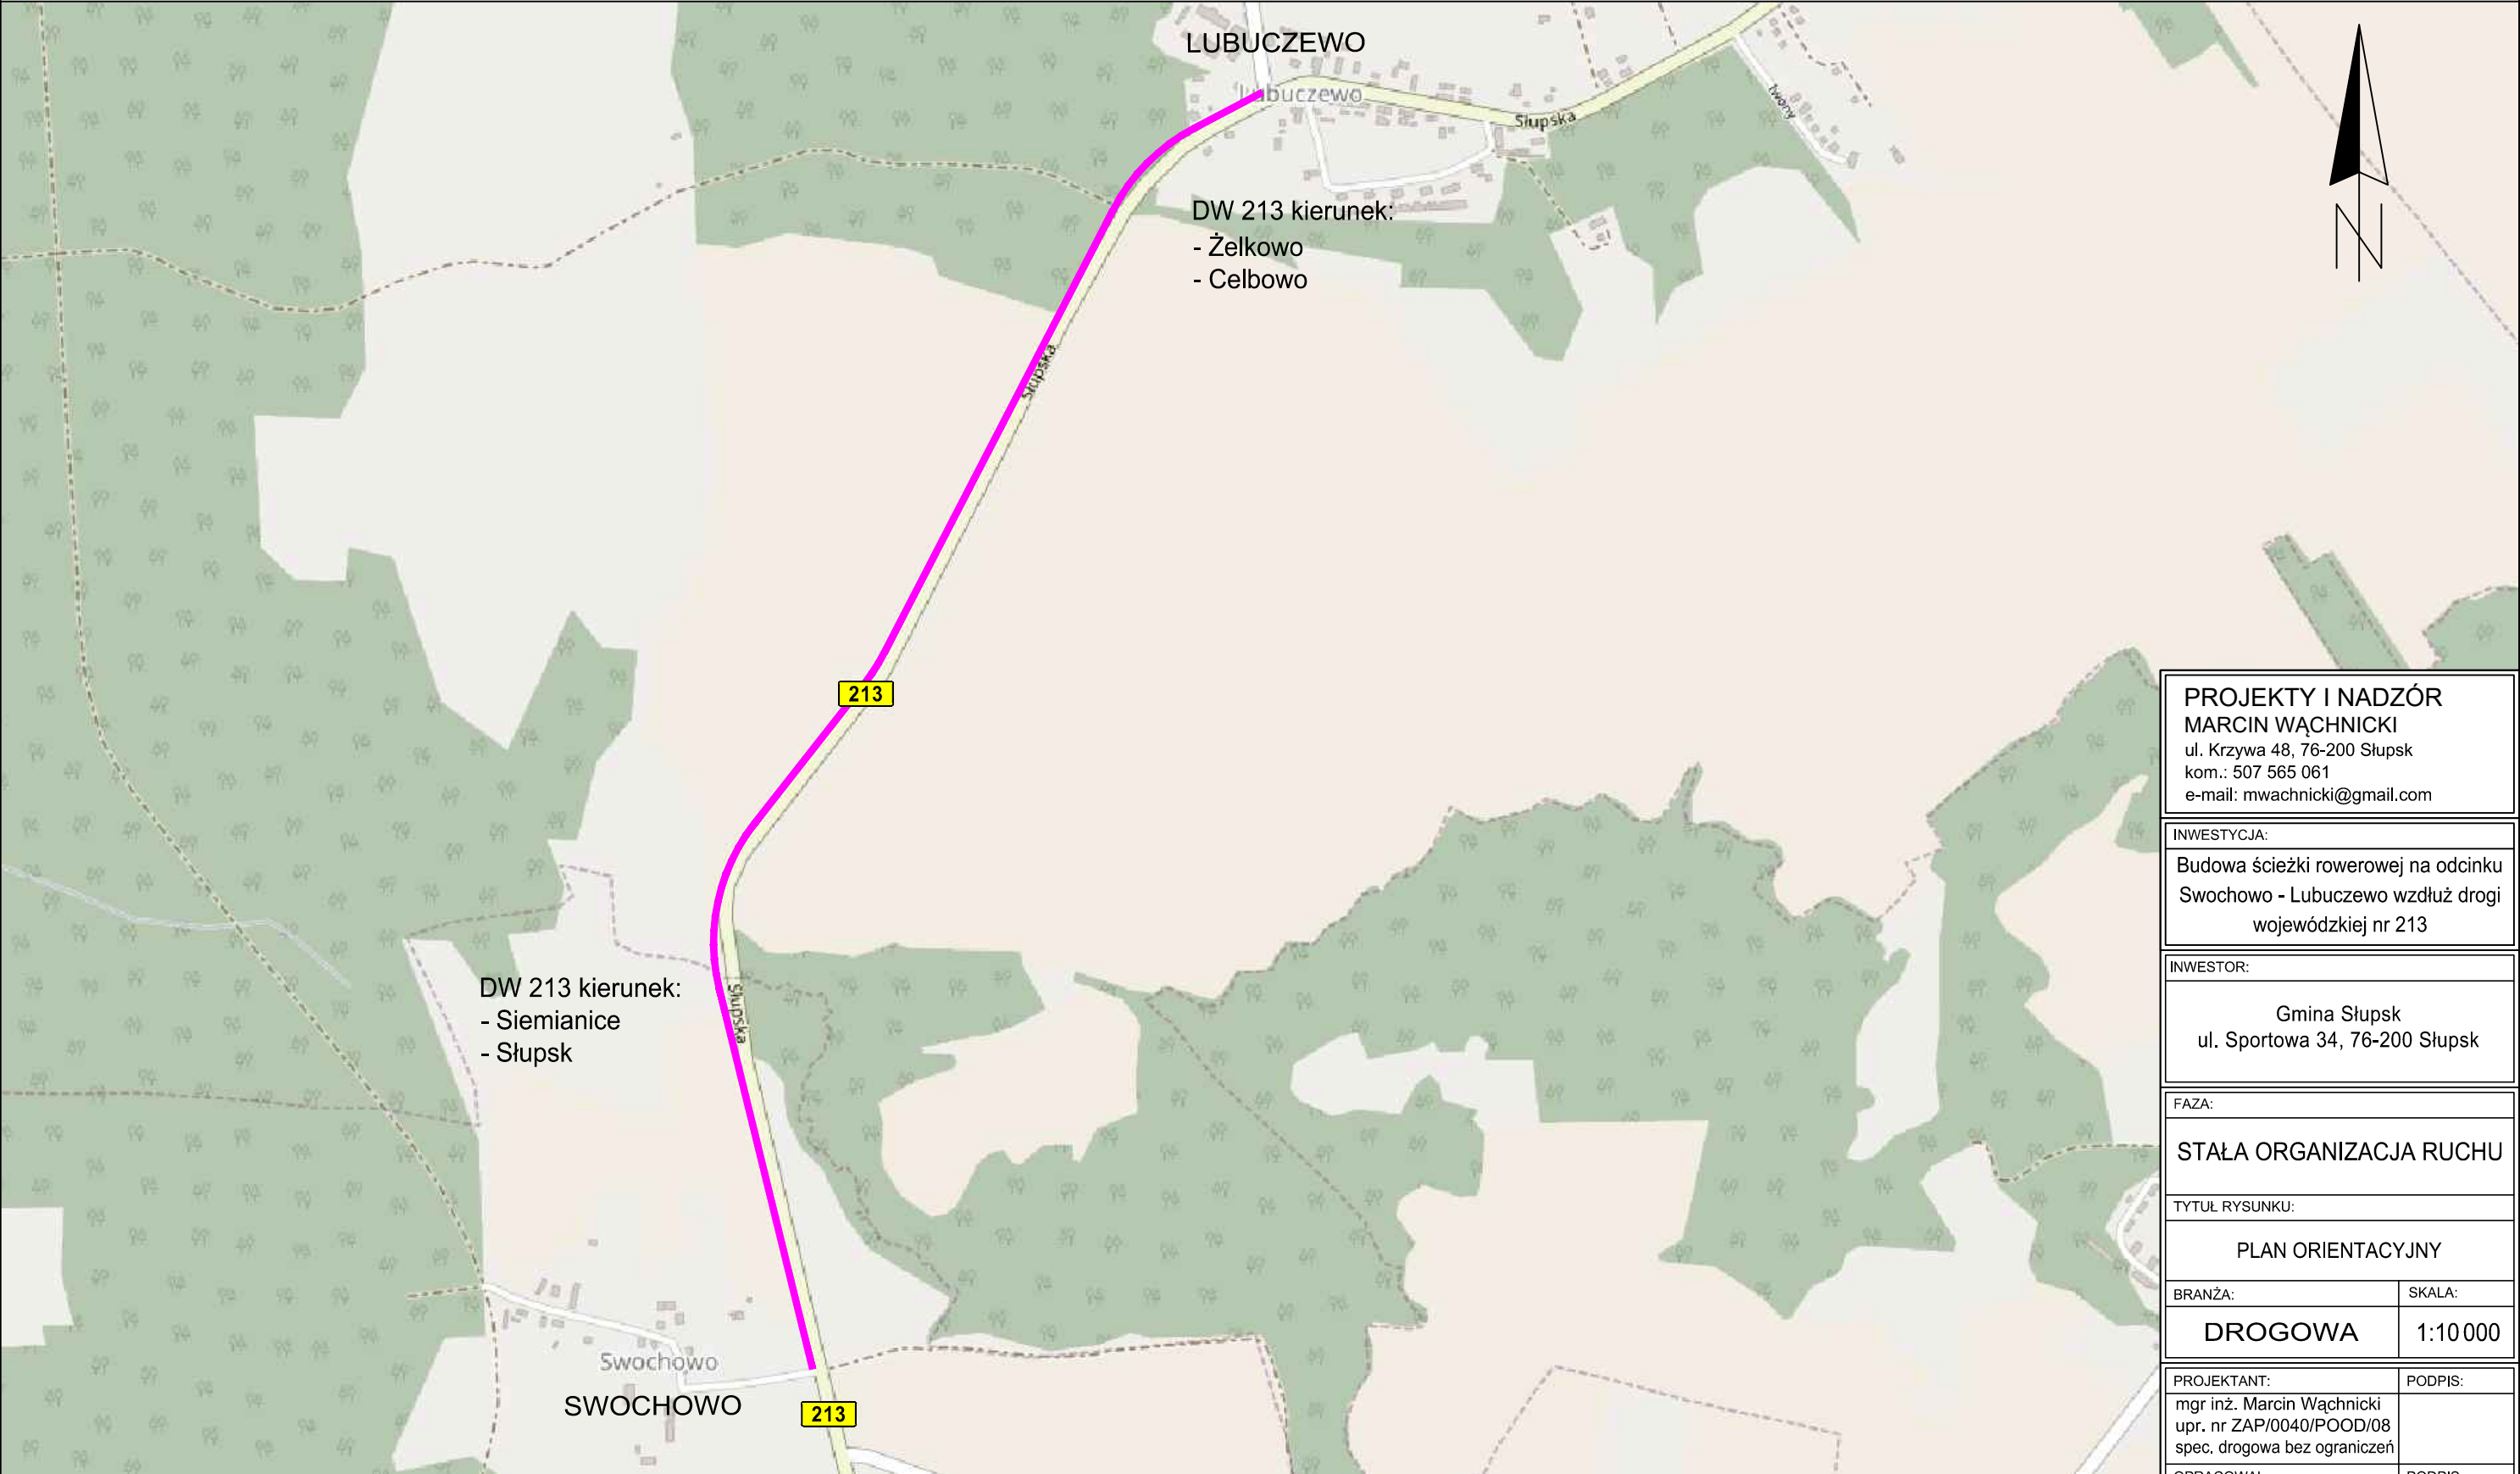 LUBUCZEWO
Lubuczewo
Słupska
Iwony
DW 213 kierunek:
- Żelkowo
- Celbowo
Słupska
213
DW 213 kierunek:
- Siemianice
- Słupsk
Słupska
Swochowo
SWOCHOWO
213
N
PROJEKTY I NADZÓR
MARCIN WĄCHNICKI
ul. Krzywa 48, 76-200 Słupsk
kom.: 507 565 061
e-mail: mwachnicki@gmail.com
INWESTYCJA:
Budowa ścieżki rowerowej na odcinku
Swochowo - Lubuczewo wzdłuż drogi
wojewódzkiej nr 213
INWESTOR:
Gmina Słupsk
ul. Sportowa 34, 76-200 Słupsk
FAZA:
STAŁA ORGANIZACJA RUCHU
TYTUŁ RYSUNKU:
PLAN ORIENTACYJNY
BRANŻA:
SKALA:
DROGOWA
1:10 000
PROJEKTANT:
PODPIS:
mgr inż. Marcin Wąchnicki
upr. nr ZAP/0040/POOD/08
spec. drogowa bez ograniczeń